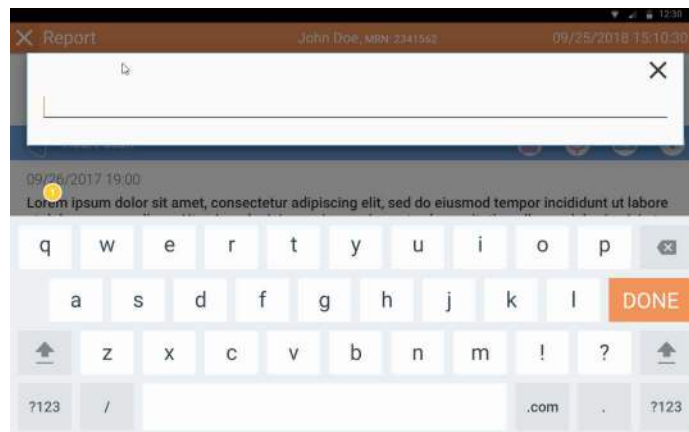 12:30
Report John Doe, MRN: 2341562 09/25/2018 15:10:30
09/26/2017 19:00
1
Lorem ipsum dolor sit amet, consectetur adipiscing elit, sed do eiusmod tempor incididunt ut labore
q w e r t y u i o p
a s d f g h j k l DONE
z x c v b n m ! ?
?123 / .com . ?123